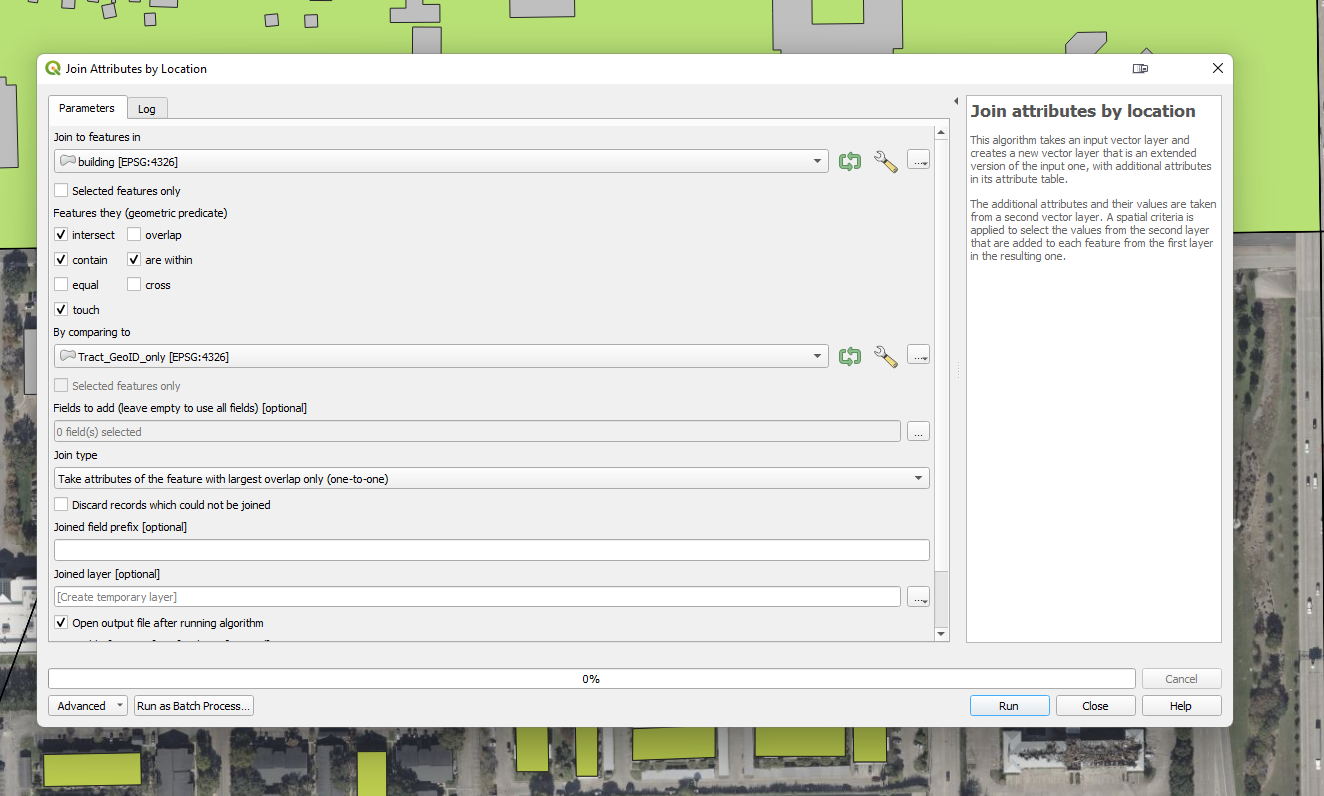 Join Attributes by Location
Parameters
Log
Join to features in
building [EPSG:4326]
...
Selected features only
Features they (geometric predicate)
intersect
overlap
contain
are within
equal
cross
touch
By comparing to
Tract_GeoID_only [EPSG:4326]
...
Selected features only
Fields to add (leave empty to use all fields) [optional]
0 field(s) selected
...
Join type
Take attributes of the feature with largest overlap only (one-to-one)
Discard records which could not be joined
Joined field prefix [optional]
Joined layer [optional]
[Create temporary layer]
...
Open output file after running algorithm
Join attributes by location
This algorithm takes an input vector layer and
creates a new vector layer that is an extended
version of the input one, with additional attributes
in its attribute table.
The additional attributes and their values are taken
from a second vector layer. A spatial criteria is
applied to select the values from the second layer
that are added to each feature from the first layer
in the resulting one.
0%
Cancel
Advanced
Run as Batch Process...
Run
Close
Help